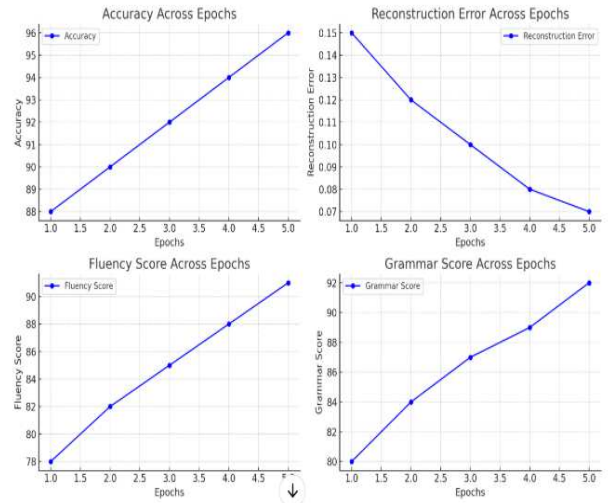 Accuracy Across Epochs
Accuracy
96
95
94
93
92
91
90
89
88
Accuracy
1.0 1.5 2.0 2.5 3.0 3.5 4.0 4.5 5.0
Epochs
Reconstruction Error Across Epochs
Reconstruction Error
0.15
0.14
0.13
0.12
0.11
0.10
0.09
0.08
0.07
Reconstruction Error
1.0 1.5 2.0 2.5 3.0 3.5 4.0 4.5 5.0
Epochs
Fluency Score Across Epochs
Fluency Score
90
88
86
84
82
80
78
Fluency Score
1.0 1.5 2.0 2.5 3.0 3.5 4.0 4.5
Epochs
Grammar Score Across Epochs
Grammar Score
92
90
88
86
84
82
80
Grammar Score
1.0 1.5 2.0 2.5 3.0 3.5 4.0 4.5 5.0
Epochs